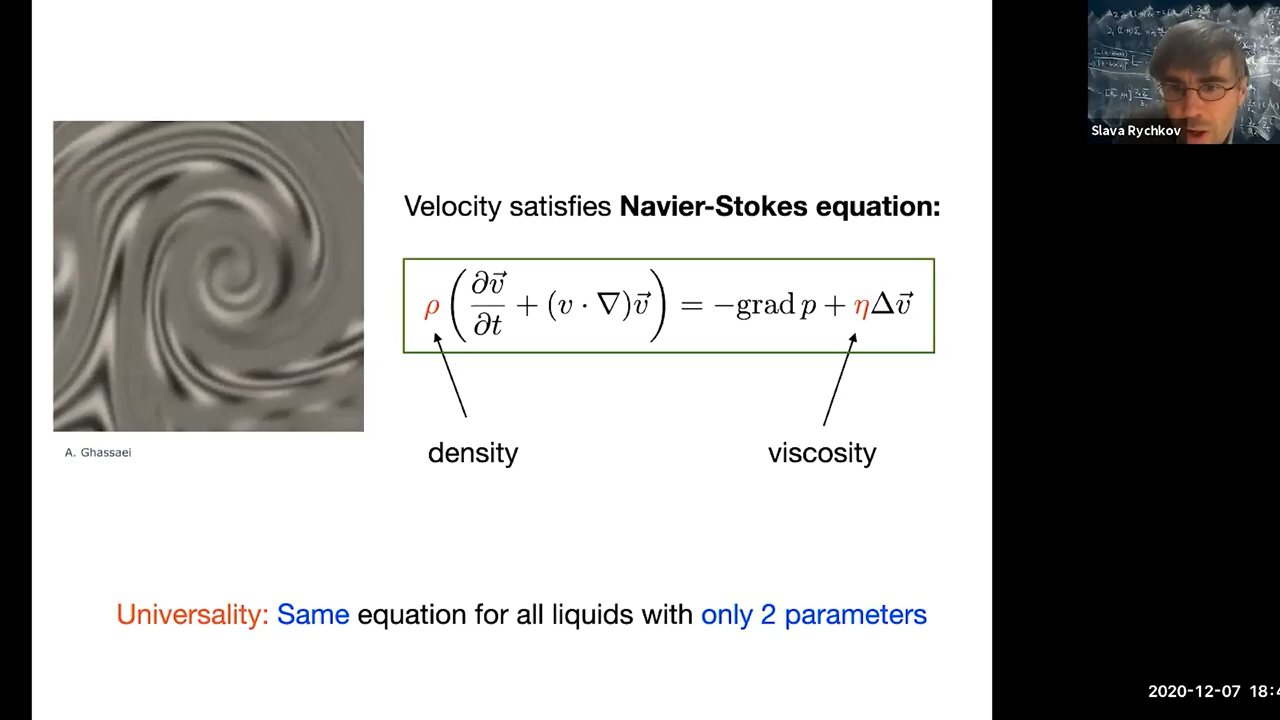 Slava Rychkov
Velocity satisfies Navier-Stokes equation:
ρ ( ∂v⃗/∂t + (v · ∇)v⃗ ) = −grad p + ηΔv⃗
density
viscosity
A. Ghassaei
Universality: Same equation for all liquids with only 2 parameters
2020-12-07 18:4